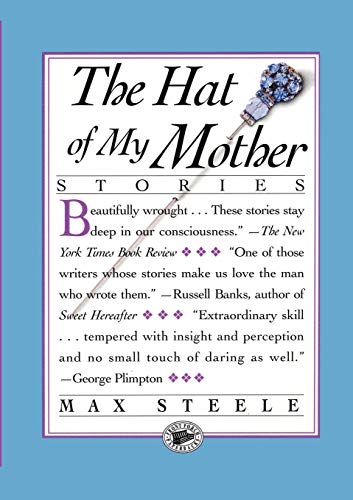 The Hat
of My Mother
STORIES
Beautifully wrought . . . These stories stay
deep in our consciousness." —The New
York Times Book Review ❖ ❖ ❖ "One of those
writers whose stories make us love the man
who wrote them." —Russell Banks, author of
Sweet Hereafter ❖ ❖ ❖ "Extraordinary skill
. . . tempered with insight and perception
and no small touch of daring as well."
—George Plimpton ❖ ❖ ❖
MAX STEELE
FRONT PORCH
PAPERBACKS